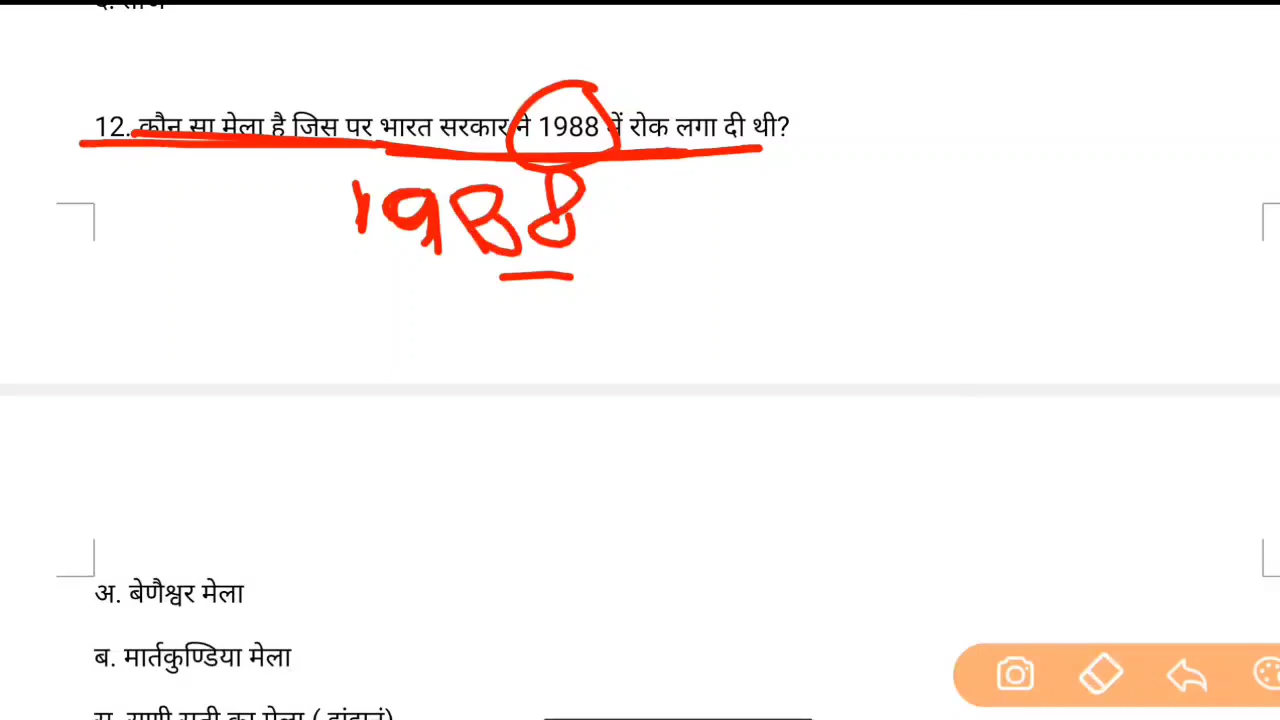 12. कौन सा मेला है जिस पर भारत सरकार ने 1988 में रोक लगा दी थी?
1988
अ. बेणैश्वर मेला
ब. मार्तकुण्डिया मेला